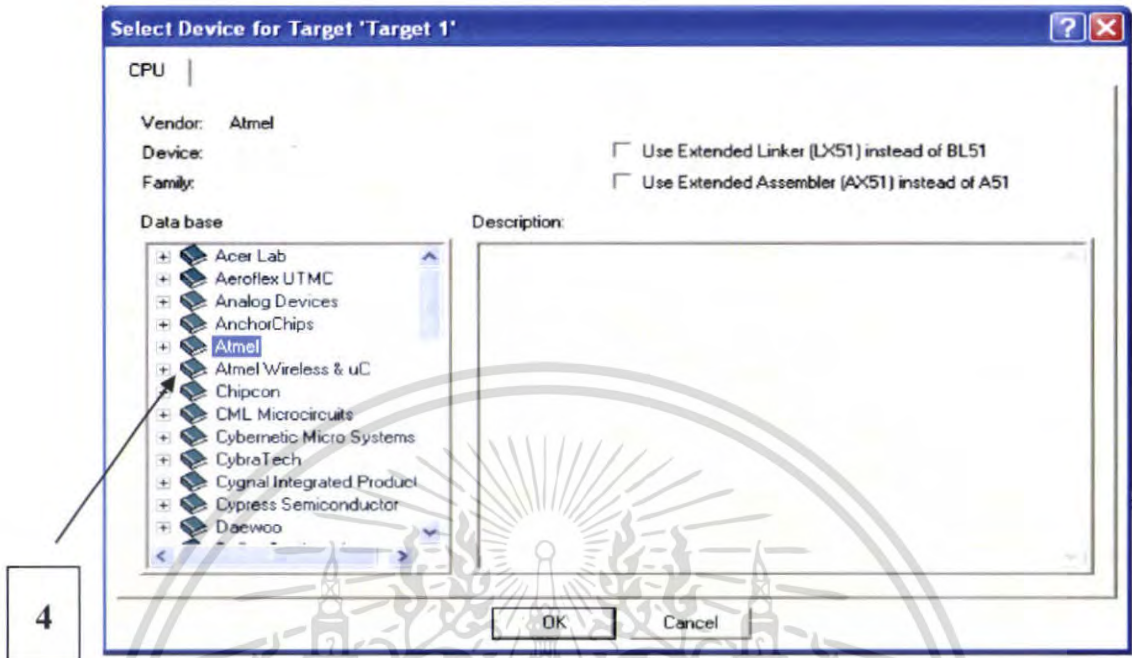 Select Device for Target 'Target 1'
CPU
Vendor: Atmel
Device:
Family:
Use Extended Linker (LX51) instead of BL51
Use Extended Assembler (AX51) instead of A51
Data base
Description:
Acer Lab
Aeroflex UTMC
Analog Devices
AnchorChips
Atmel
Atmel Wireless & uC
Chipcon
CML Microcircuits
Cybernetic Micro Systems
CybraTech
Cygnal Integrated Product
Cypress Semiconductor
Daewoo
4
OK
Cancel